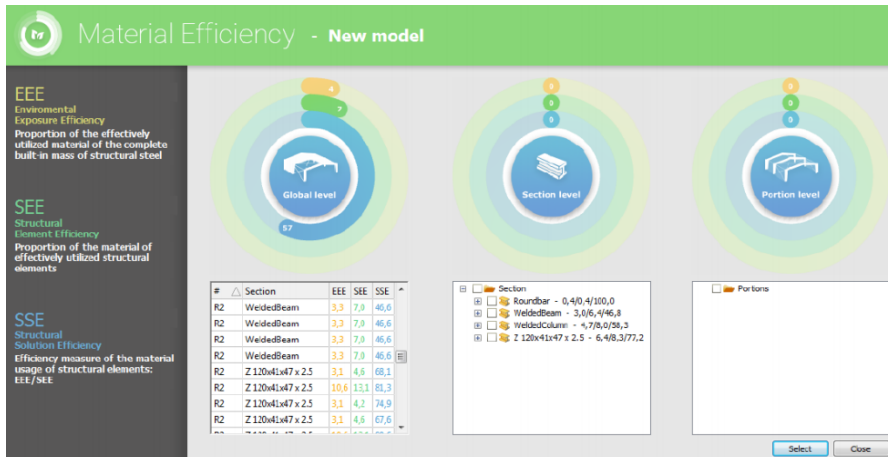 Material Efficiency - New model
EEE
Enviromental
Exposure Efficiency
Proportion of the effectively
utilized material of the complete
built-in mass of structural steel
SEE
Structural
Element Efficiency
Proportion of the material of
effectively utilized structural
elements
SSE
Structural
Solution Efficiency
Efficiency measure of the material
usage of structural elements:
EEE/SEE
4
7
57
Global level
0
0
0
Section level
0
0
0
Portion level
# Section EEE SEE SSE
R2 WeldedBeam 3,3 7,0 46,6
R2 WeldedBeam 3,3 7,0 46,6
R2 WeldedBeam 3,3 7,0 46,6
R2 WeldedBeam 3,3 7,0 46,6
R2 Z 120x41x47 x 2.5 3,1 4,6 68,1
R2 Z 120x41x47 x 2.5 10,6 13,1 81,3
R2 Z 120x41x47 x 2.5 3,1 4,2 74,9
R2 Z 120x41x47 x 2.5 3,1 4,6 67,6
Section
Roundbar - 0,4/0,4/100,0
WeldedBeam - 3,0/6,4/46,8
WeldedColumn - 4,7/8,0/58,3
Z 120x41x47 x 2.5 - 6,4/8,3/77,2
Portons
Select
Close